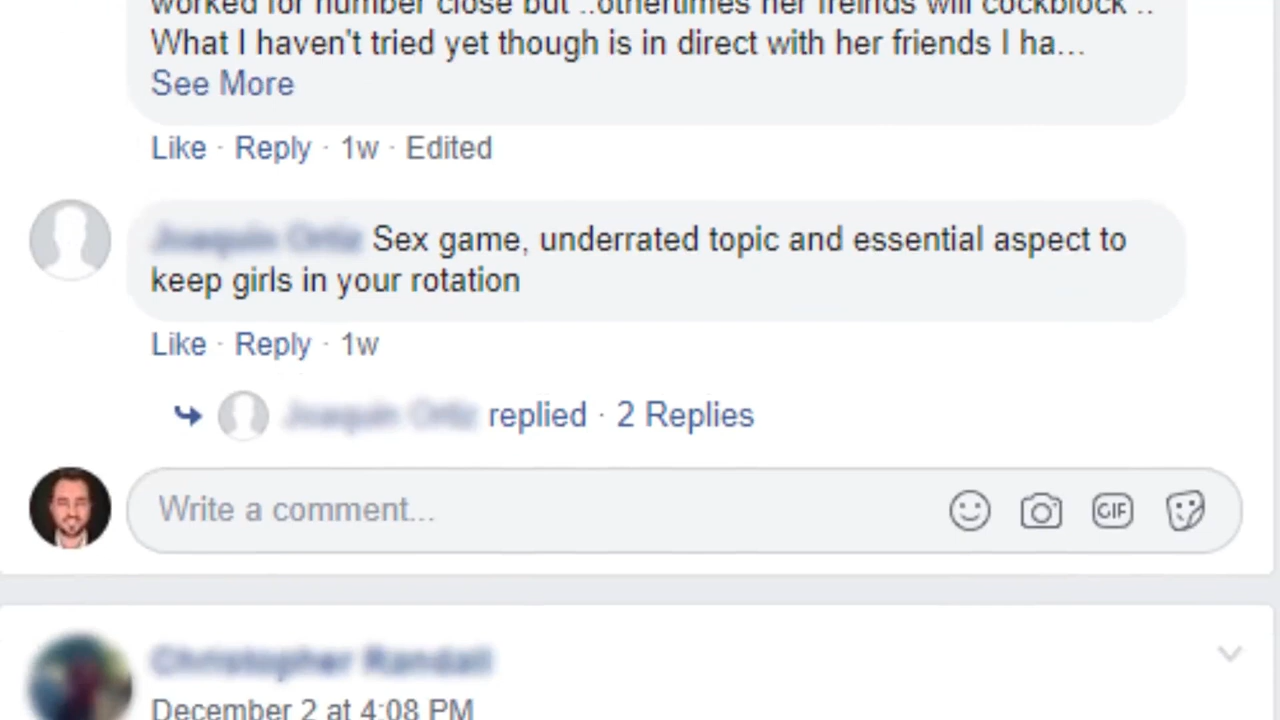 worked for number close but ..othertimes her freinds will cockblock ..
What I haven't tried yet though is in direct with her friends I ha...
See More
Like · Reply · 1w · Edited
Sex game, underrated topic and essential aspect to
keep girls in your rotation
Like · Reply · 1w
replied · 2 Replies
Write a comment...
GIF
December 2 at 4:08 PM